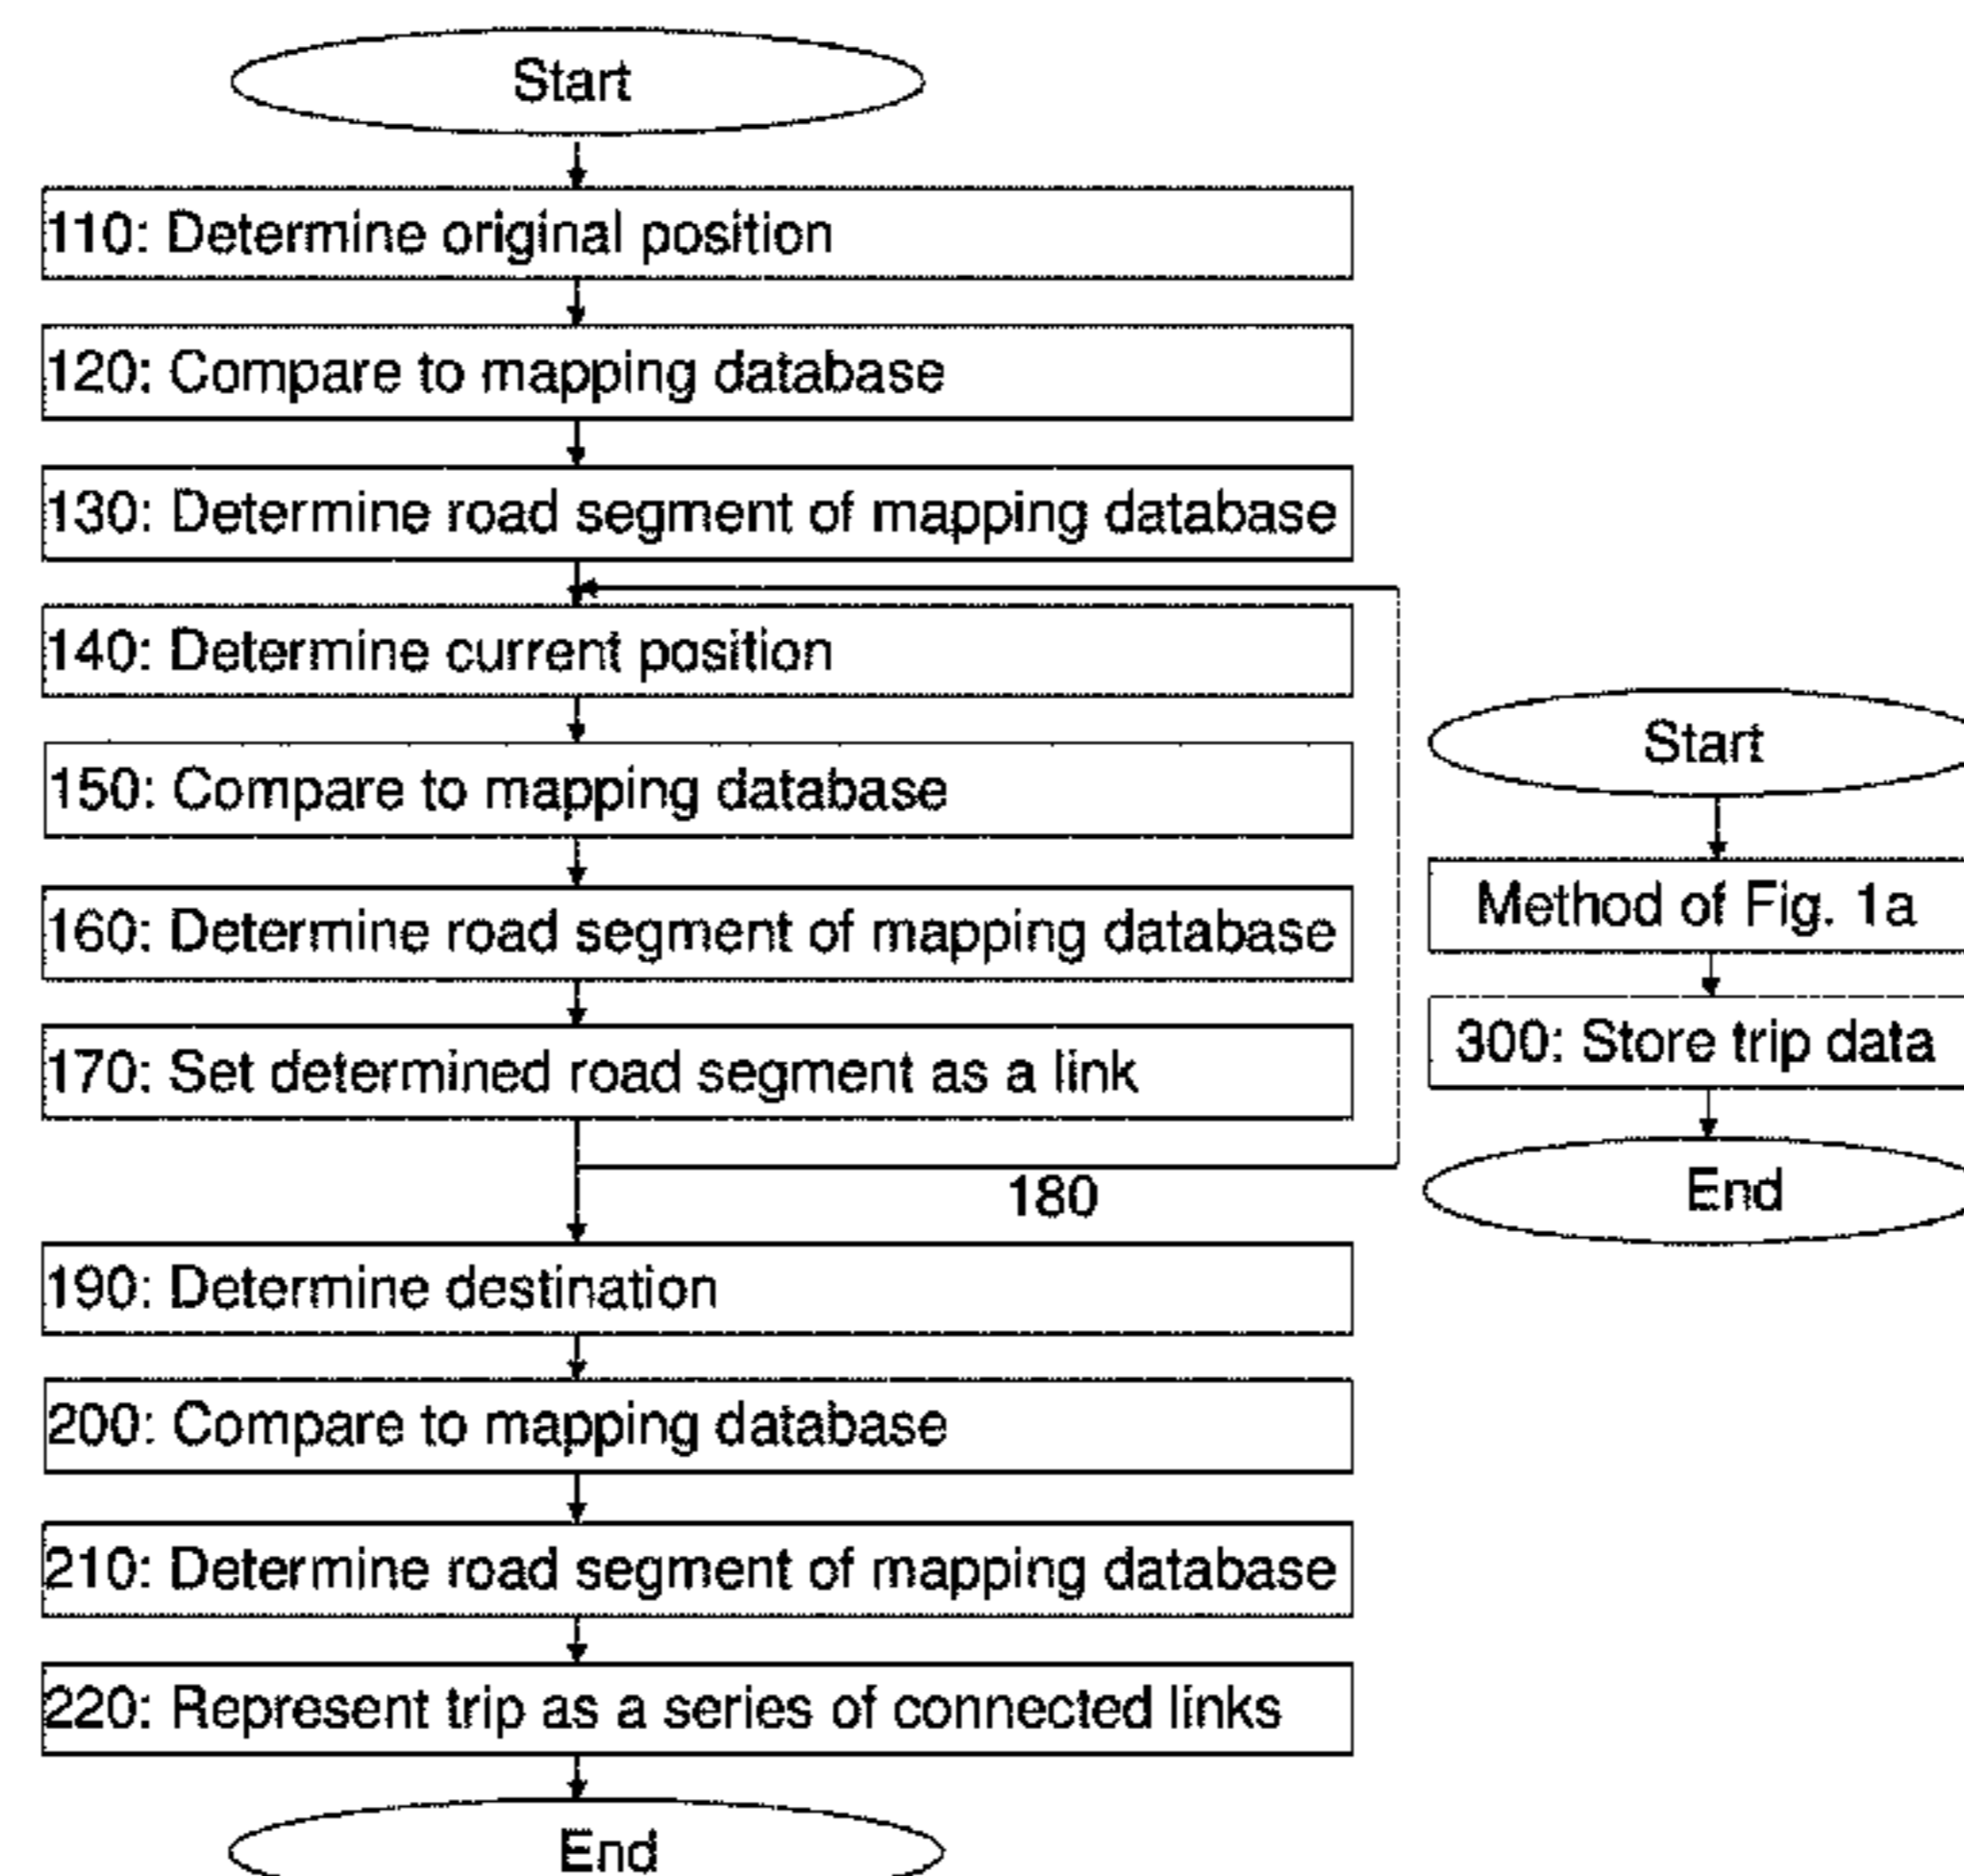 Start
110: Determine original position
120: Compare to mapping database
130: Determine road segment of mapping database
140: Determine current position
150: Compare to mapping database
160: Determine road segment of mapping database
170: Set determined road segment as a link
180
190: Determine destination
200: Compare to mapping database
210: Determine road segment of mapping database
220: Represent trip as a series of connected links
End
Start
Method of Fig. 1a
300: Store trip data
End